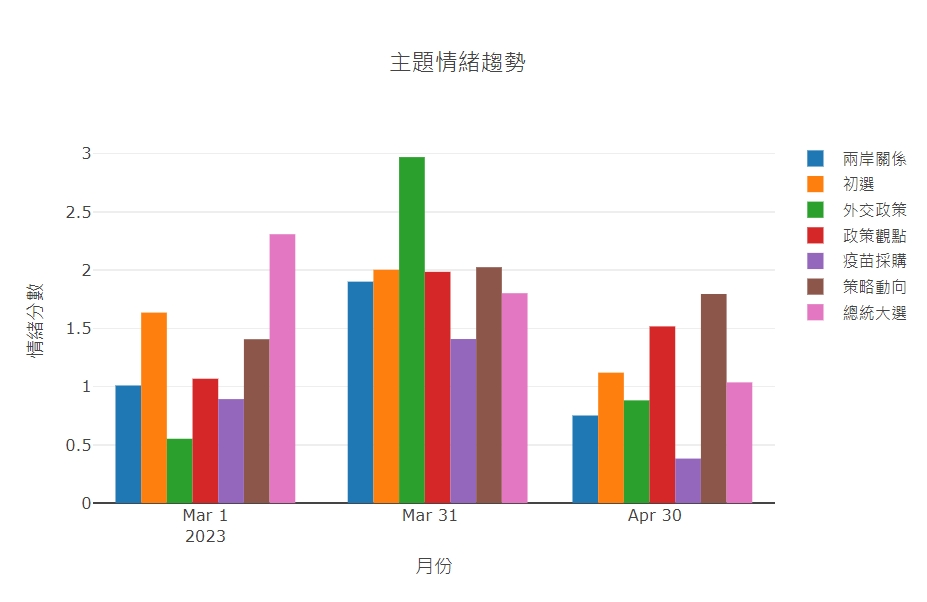 主題情緒趨勢
3
2.5
2
1.5
1
0.5
0
情緒分數
Mar 1
2023
Mar 31
Apr 30
月份
兩岸關係
初選
外交政策
政策觀點
疫苗採購
策略動向
總統大選